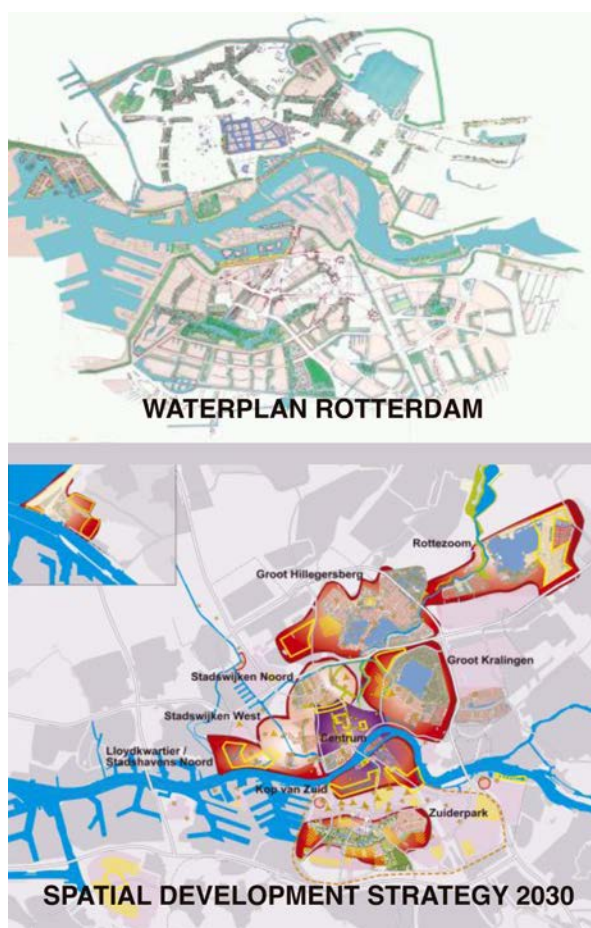 WATERPLAN ROTTERDAM
Rottezoom
Groot Hillegersberg
Groot Kralingen
Stadswijken Noord
Stadswijken West
Centrum
Lloydkwartier /
Stadshavens Noord
Kop van Zuid
Zuiderpark
SPATIAL DEVELOPMENT STRATEGY 2030